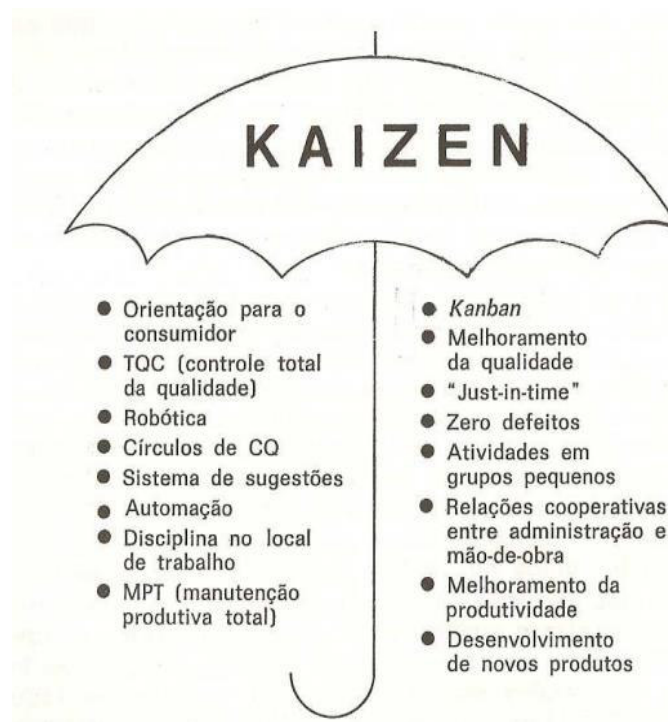 KAIZEN
● Orientação para o
consumidor
● TQC (controle total
da qualidade)
● Robótica
● Círculos de CQ
● Sistema de sugestões
● Automação
● Disciplina no local
de trabalho
● MPT (manutenção
produtiva total)
● Kanban
● Melhoramento
da qualidade
● "Just-in-time"
● Zero defeitos
● Atividades em
grupos pequenos
● Relações cooperativas
entre administração e
mão-de-obra
● Melhoramento da
produtividade
● Desenvolvimento
de novos produtos